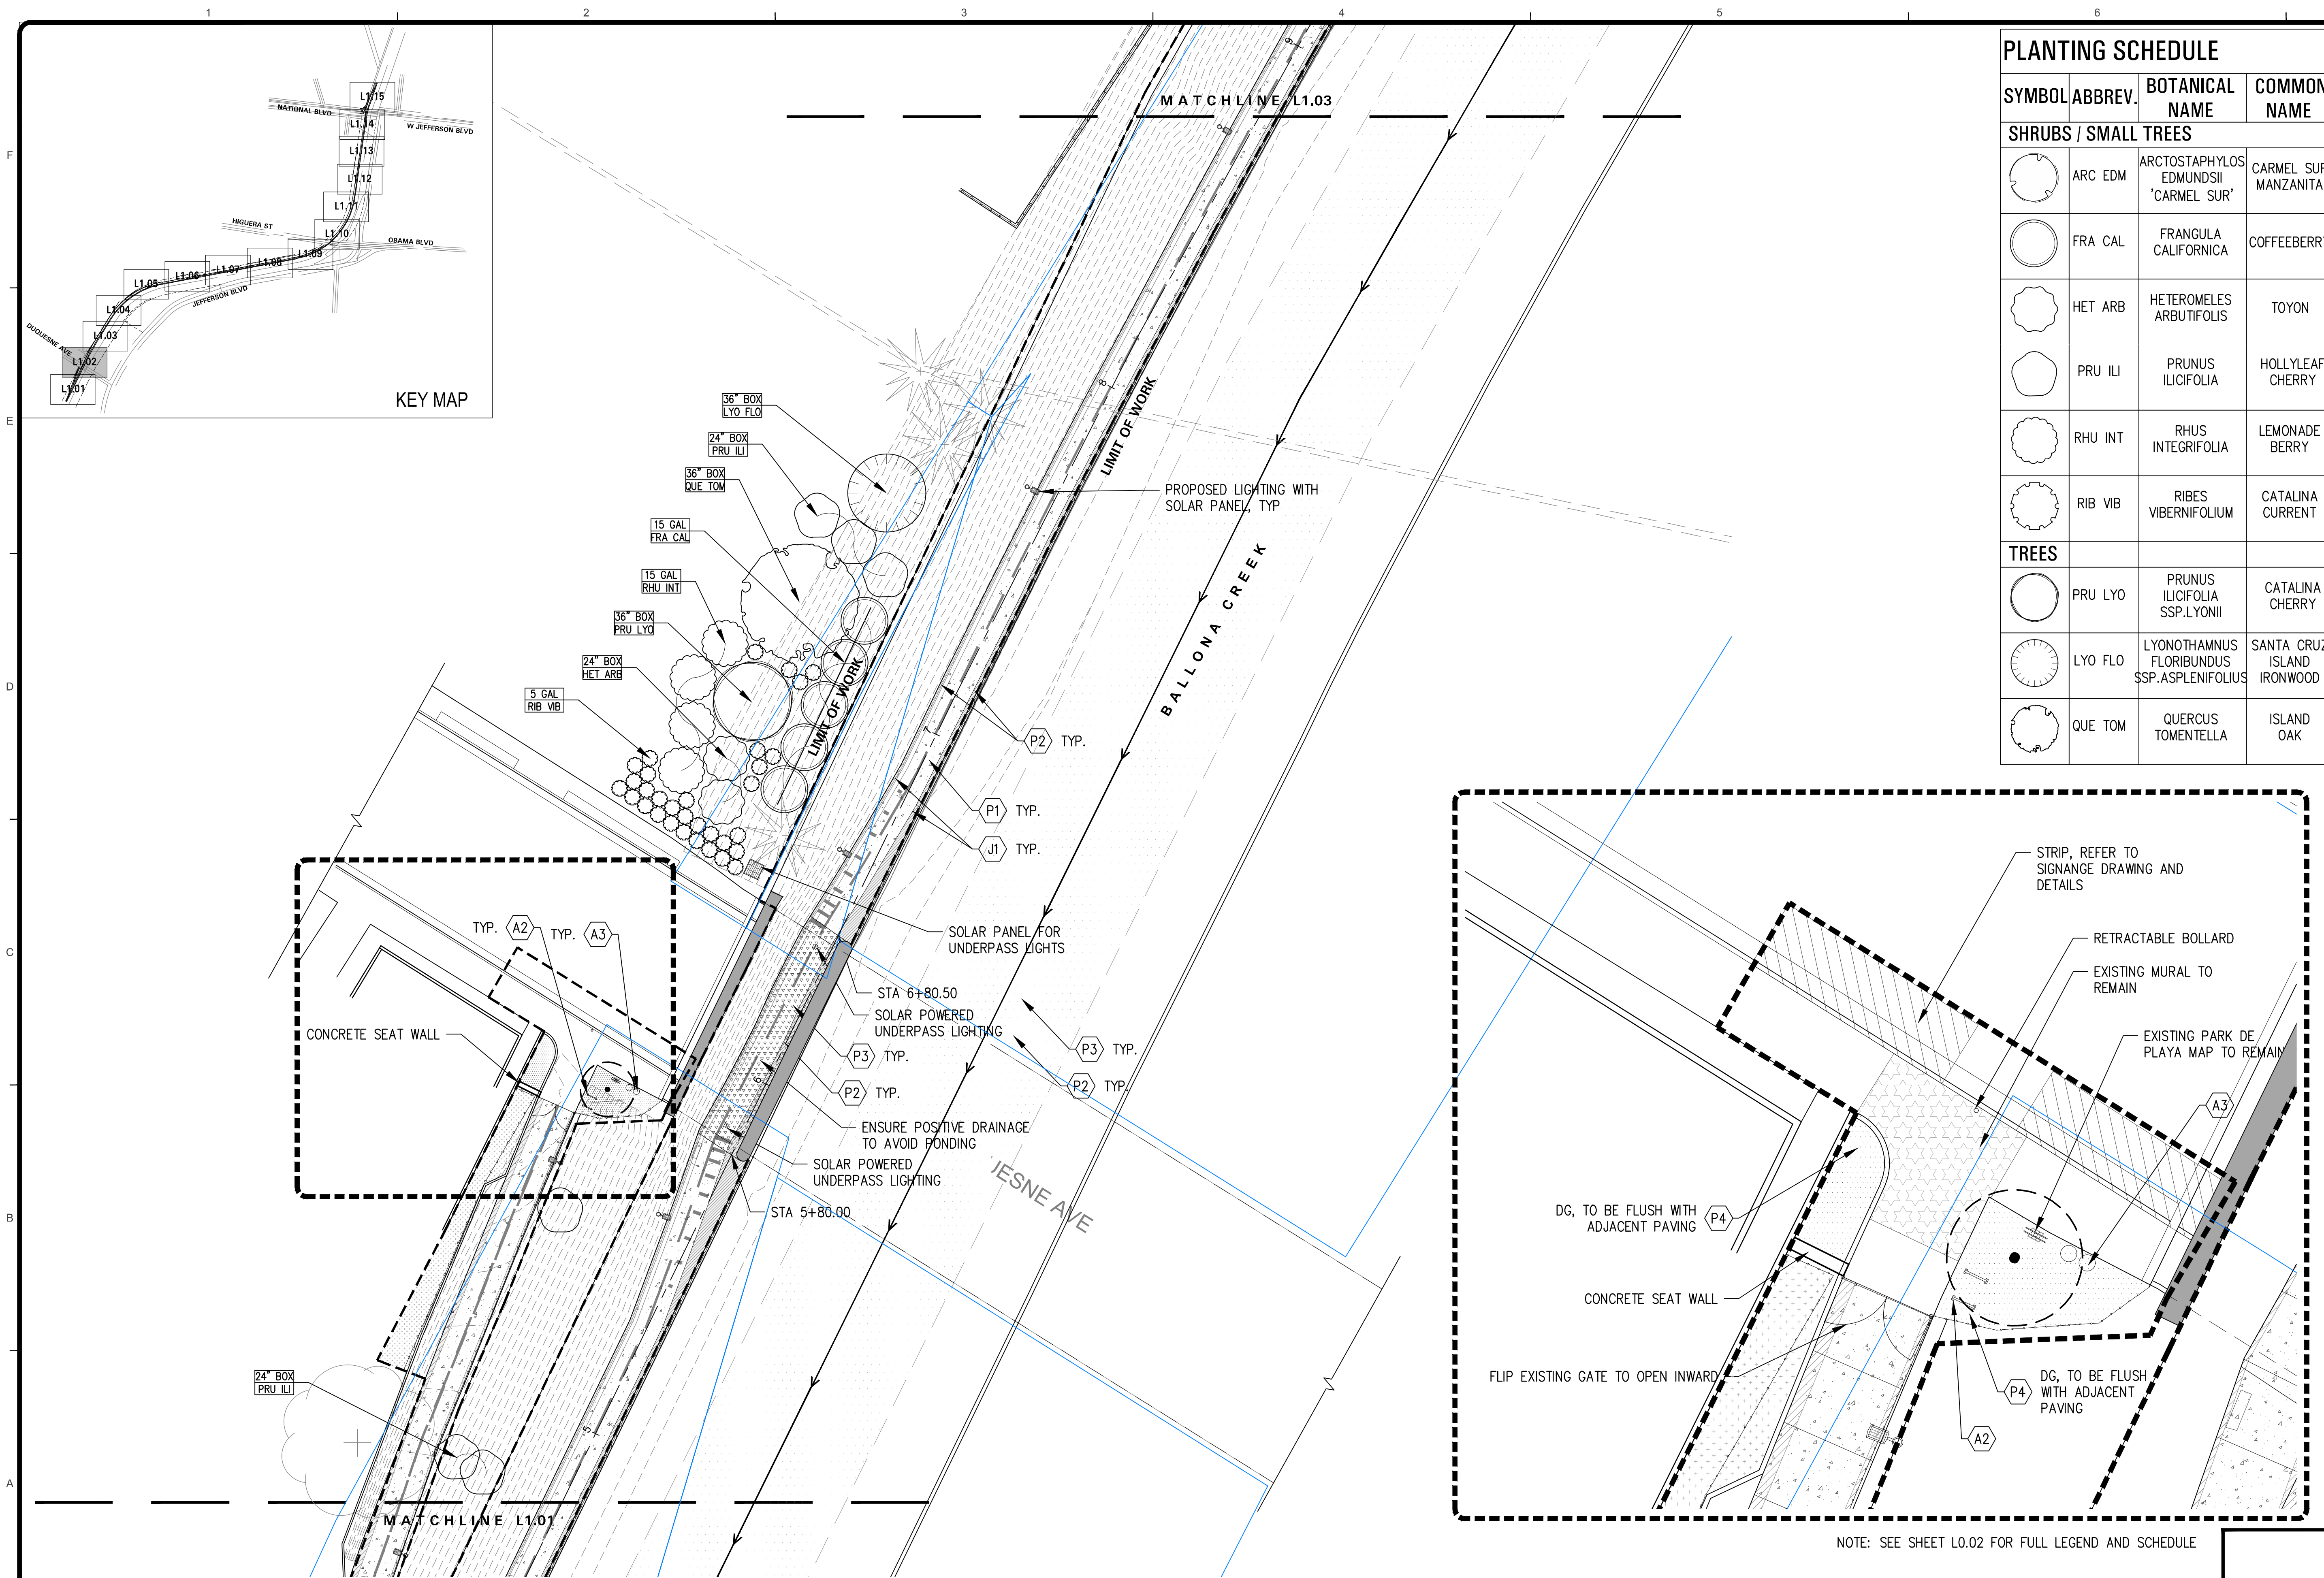 1
2
3
4
5
6
F
E
D
C
B
A
L1.15
NATIONAL BLVD
W JEFFERSON BLVD
L1.14
L1.13
L1.12
L1.11
HIGUERA ST
L1.10
OBAMA BLVD
L1.09
L1.08
L1.07
L1.06
L1.05
JEFFERSON BLVD
L1.04
DUQUESNE AVE
L1.03
L1.02
L1.01
KEY MAP
MATCHLINE L1.03
9
8
7
6
5
LIMIT OF WORK
LIMIT OF WORK
BALLONA CREEK
36" BOX
LYO FLO
24" BOX
PRU ILI
36" BOX
QUE TOM
15 GAL
FRA CAL
15 GAL
RHU INT
36" BOX
PRU LYO
24" BOX
HET ARB
5 GAL
RIB VIB
PROPOSED LIGHTING WITH
SOLAR PANEL, TYP
P2 TYP.
P1 TYP.
J1 TYP.
SOLAR PANEL FOR
UNDERPASS LIGHTS
TYP. A2
TYP. A3
STA 6+80.50
SOLAR POWERED
UNDERPASS LIGHTING
CONCRETE SEAT WALL
P3 TYP.
P3 TYP.
P2 TYP.
P2 TYP.
ENSURE POSITIVE DRAINAGE
TO AVOID PONDING
SOLAR POWERED
UNDERPASS LIGHTING
STA 5+80.00
UESNE AVE
24" BOX
PRU ILI
MATCHLINE L1.01
PLANTING SCHEDULE
SYMBOL ABBREV. BOTANICAL NAME COMMON NAME
SHRUBS / SMALL TREES
ARC EDM
ARCTOSTAPHYLOS
EDMUNDSII
'CARMEL SUR'
CARMEL SUR
MANZANITA
FRA CAL
FRANGULA
CALIFORNICA
COFFEEBERRY
HET ARB
HETEROMELES
ARBUTIFOLIS
TOYON
PRU ILI
PRUNUS
ILICIFOLIA
HOLLYLEAF
CHERRY
RHU INT
RHUS
INTEGRIFOLIA
LEMONADE
BERRY
RIB VIB
RIBES
VIBERNIFOLIUM
CATALINA
CURRENT
TREES
PRU LYO
PRUNUS
ILICIFOLIA
SSP.LYONII
CATALINA
CHERRY
LYO FLO
LYONOTHAMNUS
FLORIBUNDUS
SSP.ASPLENIFOLIUS
SANTA CRUZ
ISLAND
IRONWOOD
QUE TOM
QUERCUS
TOMENTELLA
ISLAND
OAK
STRIP, REFER TO
SIGNANGE DRAWING AND
DETAILS
RETRACTABLE BOLLARD
EXISTING MURAL TO
REMAIN
EXISTING PARK DE
PLAYA MAP TO REMAIN
A3
DG, TO BE FLUSH WITH
ADJACENT PAVING
P4
CONCRETE SEAT WALL
FLIP EXISTING GATE TO OPEN INWARD
P4
DG, TO BE FLUSH
WITH ADJACENT
PAVING
A2
NOTE: SEE SHEET L0.02 FOR FULL LEGEND AND SCHEDULE